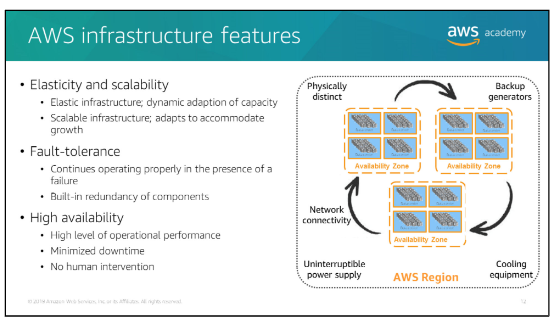 AWS infrastructure features
aws academy
• Elasticity and scalability
• Elastic infrastructure; dynamic adaption of capacity
• Scalable infrastructure; adapts to accommodate
growth
• Fault-tolerance
• Continues operating properly in the presence of a
failure
• Built-in redundancy of components
• High availability
• High level of operational performance
• Minimized downtime
• No human intervention
Physically
distinct
Backup
generators
Availability Zone
Availability Zone
Network
connectivity
Availability Zone
Uninterruptible
power supply
AWS Region
Cooling
equipment
© 2019 Amazon Web Services, Inc. or its Affiliates. All rights reserved.
12